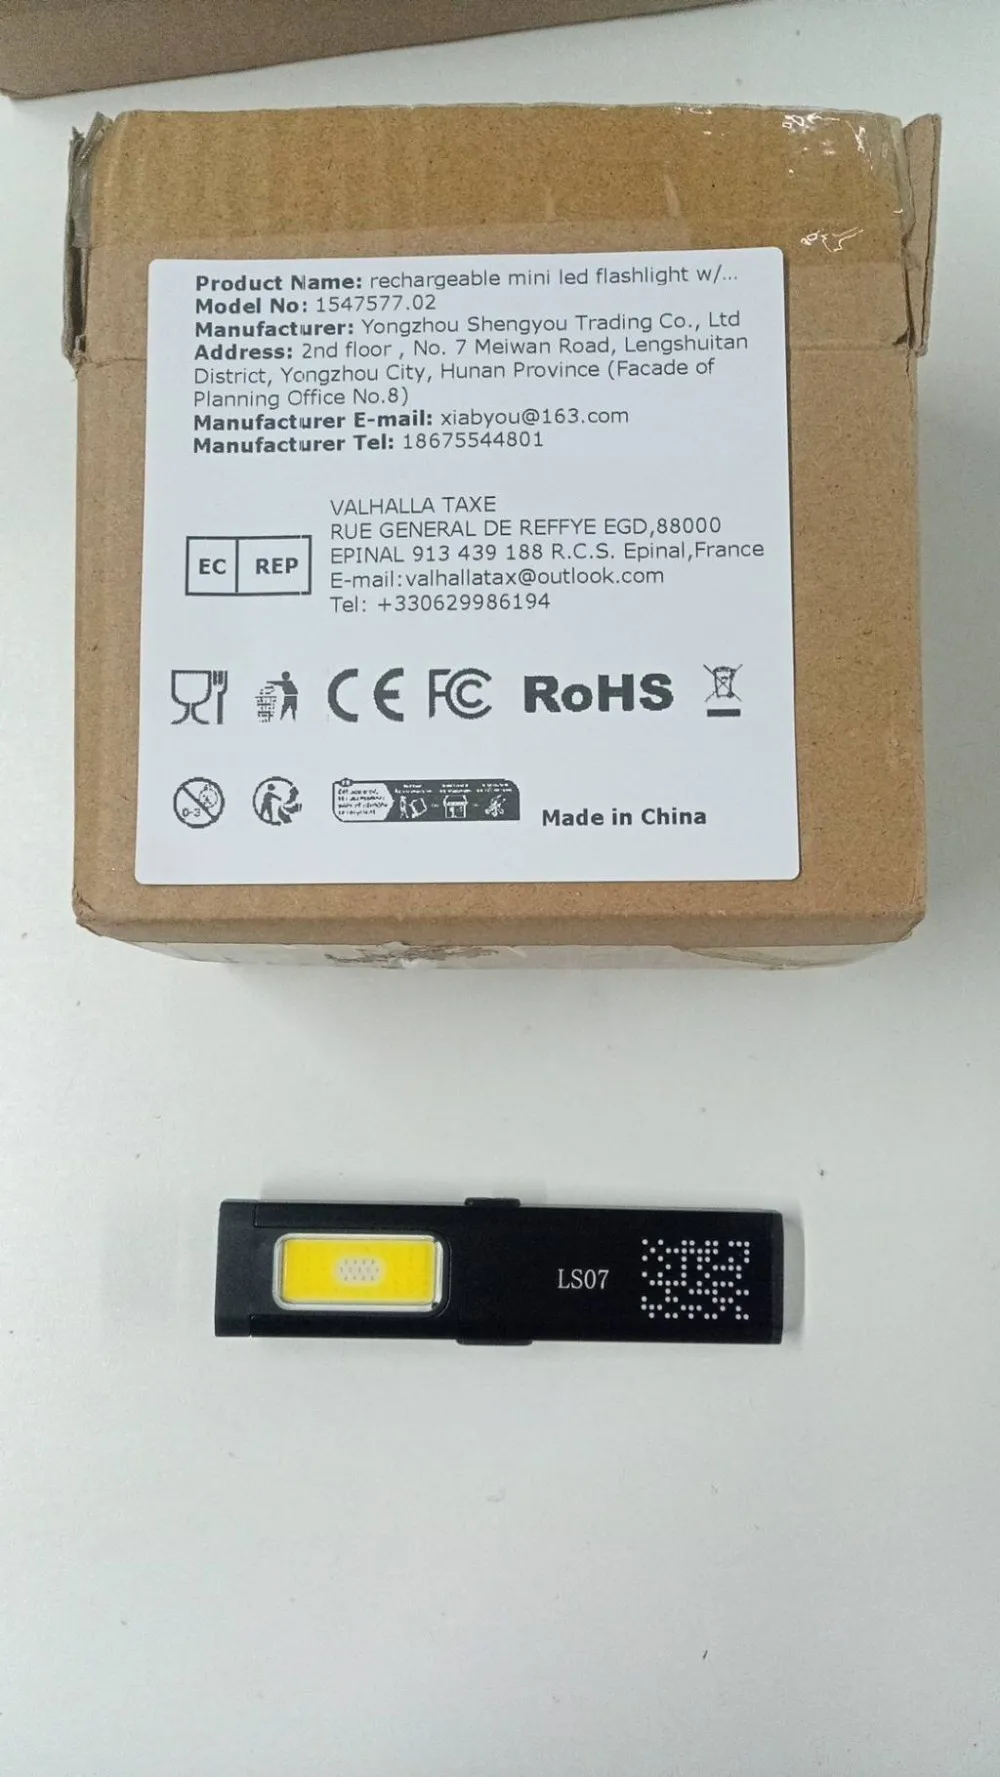 Product Name: rechargeable mini led flashlight w/...
Model No: 1547577.02
Manufacturer: Yongzhou Shengyou Trading Co., Ltd
Address: 2nd floor , No. 7 Meiwan Road, Lengshuitan
District, Yongzhou City, Hunan Province (Facade of
Planning Office No.8)
Manufacturer E-mail: xiabyou@163.com
Manufacturer Tel: 18675544801
EC REP
VALHALLA TAXE
RUE GENERAL DE REFFYE EGD,88000
EPINAL 913 439 188 R.C.S. Epinal,France
E-mail:valhallatax@outlook.com
Tel: +330629986194
CE FC RoHS
0-3
Made in China
LS07